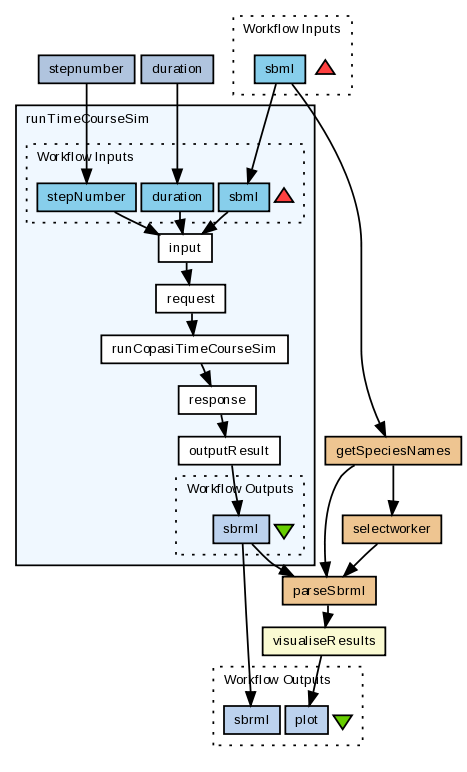 Workflow Inputs
stepnumber
duration
sbml
runTimeCourseSim
Workflow Inputs
stepNumber
duration
sbml
input
request
runCopasiTimeCourseSim
response
outputResult
getSpeciesNames
Workflow Outputs
sbrml
selectworker
parseSbrml
visualiseResults
Workflow Outputs
sbrml
plot